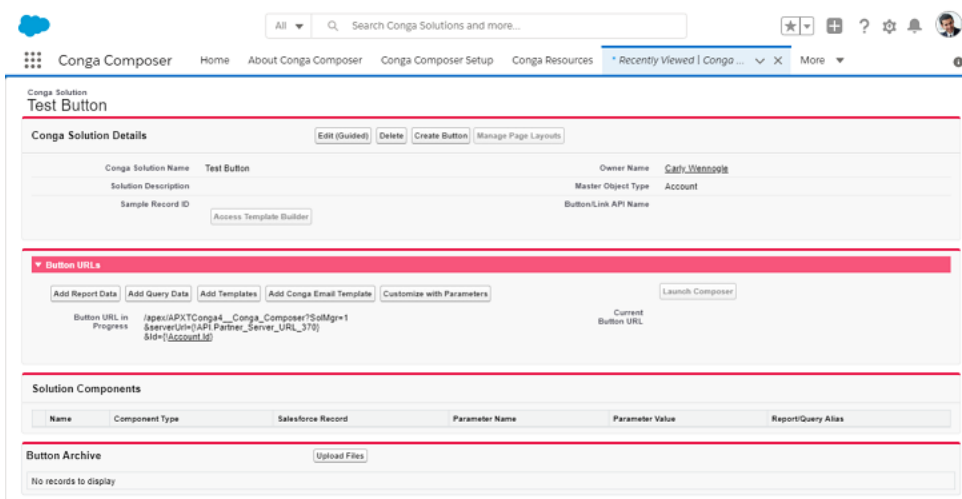 All
Search Conga Solutions and more...
Conga Composer
Home
About Conga Composer
Conga Composer Setup
Conga Resources
* Recently Viewed | Conga ...
More
Conga Solution
Test Button
Conga Solution Details
Edit (Guided)
Delete
Create Button
Manage Page Layouts
Conga Solution Name
Test Button
Owner Name
Carly Wennogle
Solution Description
Master Object Type
Account
Sample Record ID
Button/Link API Name
Access Template Builder
Button URLs
Add Report Data
Add Query Data
Add Templates
Add Conga Email Template
Customize with Parameters
Launch Composer
Button URL in
Progress
/apex/APXTConga4__Conga_Composer?SolMgr=1
&serverUrl={!API.Partner_Server_URL_370}
&Id={!Account.Id}
Current
Button URL
Solution Components
Name
Component Type
Salesforce Record
Parameter Name
Parameter Value
Report/Query Alias
Button Archive
Upload Files
No records to display